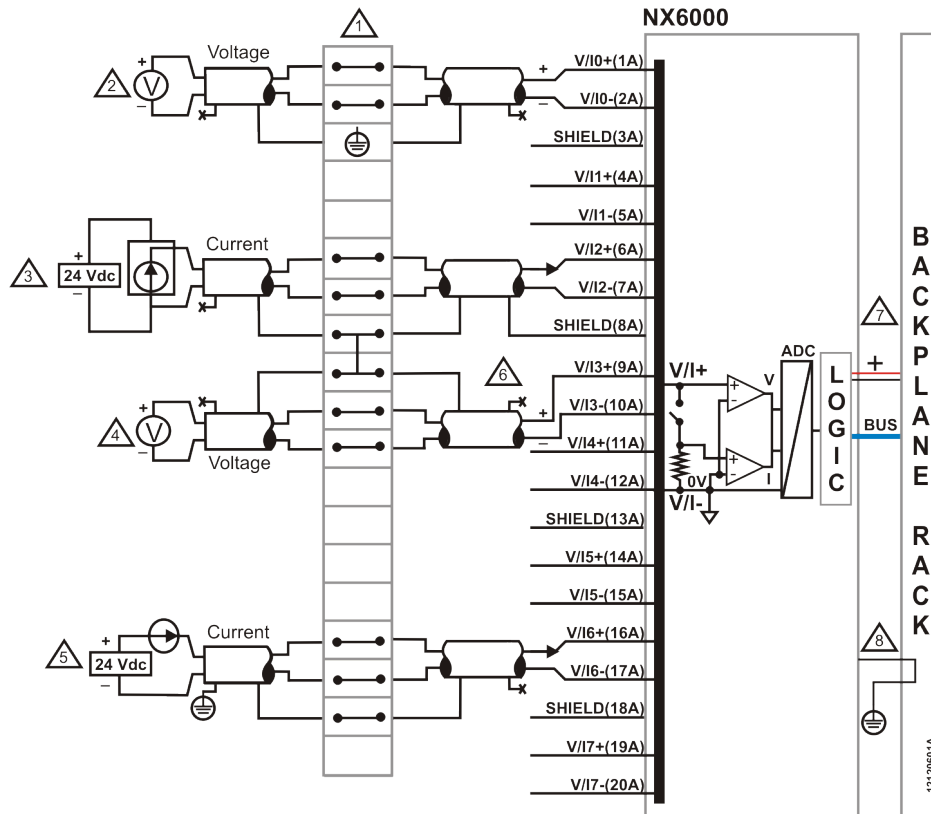 NX6000
1
Voltage
2
+
V
–
+
–
V/I0+(1A)
V/I0-(2A)
SHIELD(3A)
V/I1+(4A)
V/I1-(5A)
Current
3
+
24 Vdc
–
V/I2+(6A)
V/I2-(7A)
SHIELD(8A)
6
4
+
V
–
Voltage
+
–
V/I3+(9A)
V/I3-(10A)
V/I4+(11A)
V/I4-(12A)
SHIELD(13A)
V/I5+(14A)
V/I5-(15A)
5
+
24 Vdc
–
Current
V/I6+(16A)
V/I6-(17A)
SHIELD(18A)
V/I7+(19A)
V/I7-(20A)
V/I+
+
-
V
+
-
I
0V
V/I-
ADC
LOGIC
7
+
BUS
8
BACKPLANE RACK
12120601A